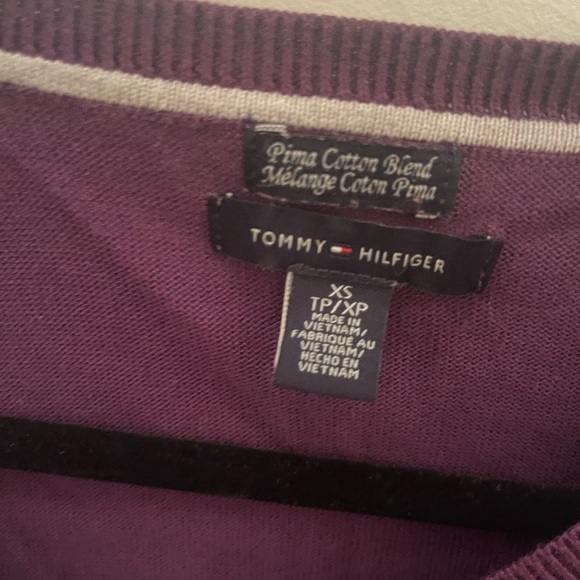 Pima Cotton Blend
Mélange Coton Pima
TOMMY HILFIGER
XS
TP/XP
MADE IN
VIETNAM/
FABRIQUÉ AU
VIETNAM/
HECHO EN
VIETNAM